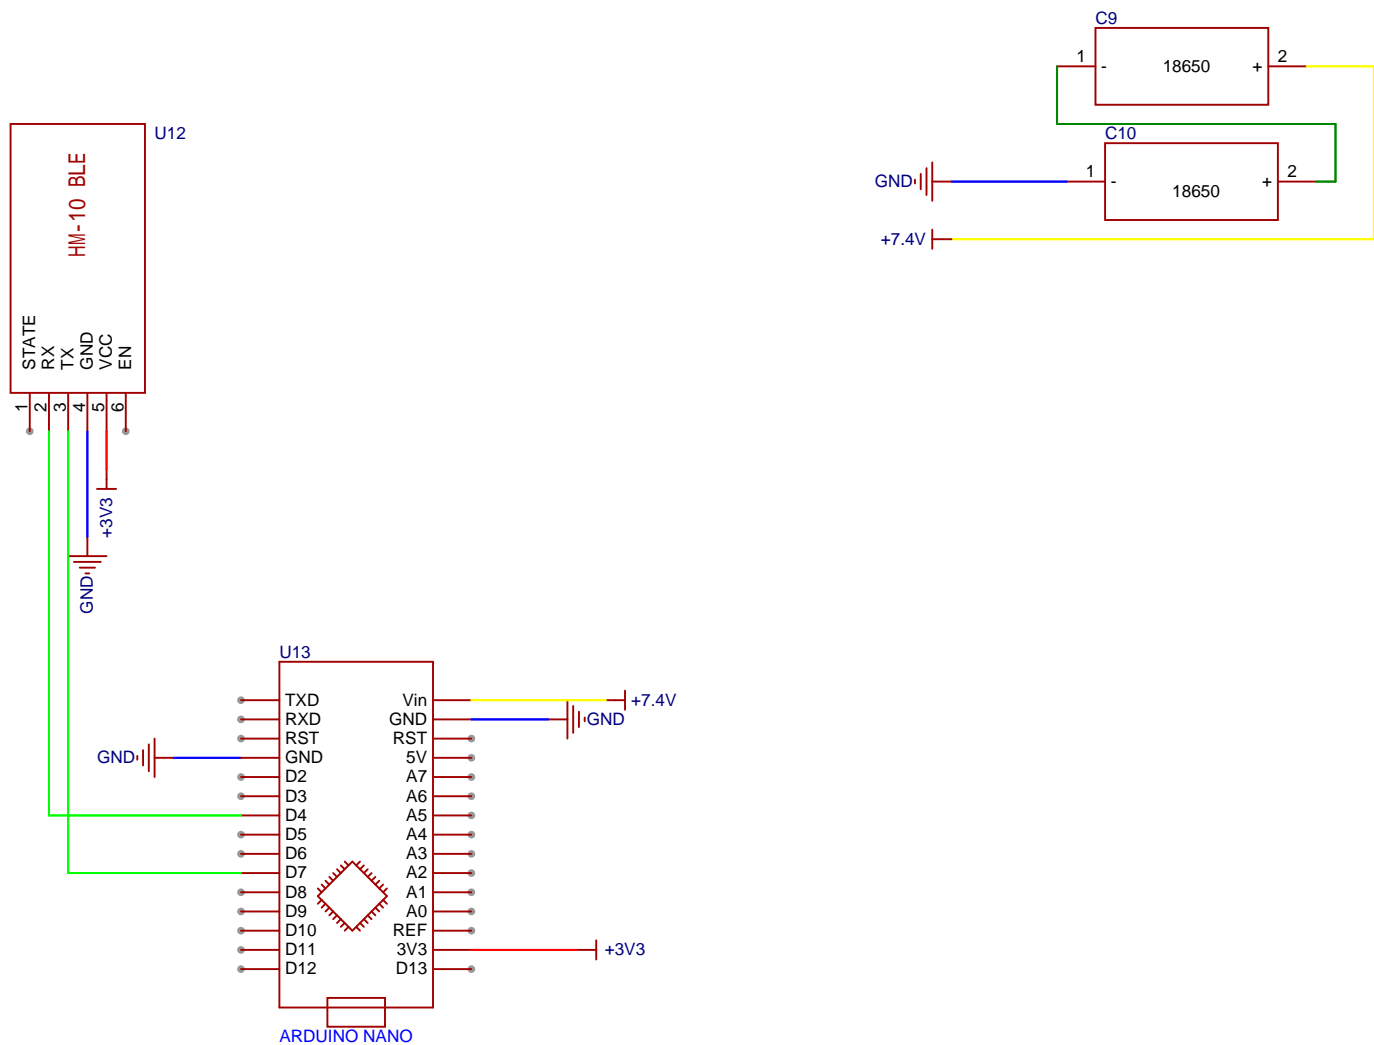 C9
1
-
18650
+
2
C10
1
-
18650
+
2
GND
+7.4V
U12
HM-10 BLE
STATE
RX
TX
GND
VCC
EN
1
2
3
4
5
6
+3V3
GND
U13
TXD
Vin
+7.4V
RXD
GND
GND
RST
RST
GND
GND
5V
D2
A7
D3
A6
D4
A5
D5
A4
D6
A3
D7
A2
D8
A1
D9
A0
D10
REF
D11
3V3
+3V3
D12
D13
ARDUINO NANO